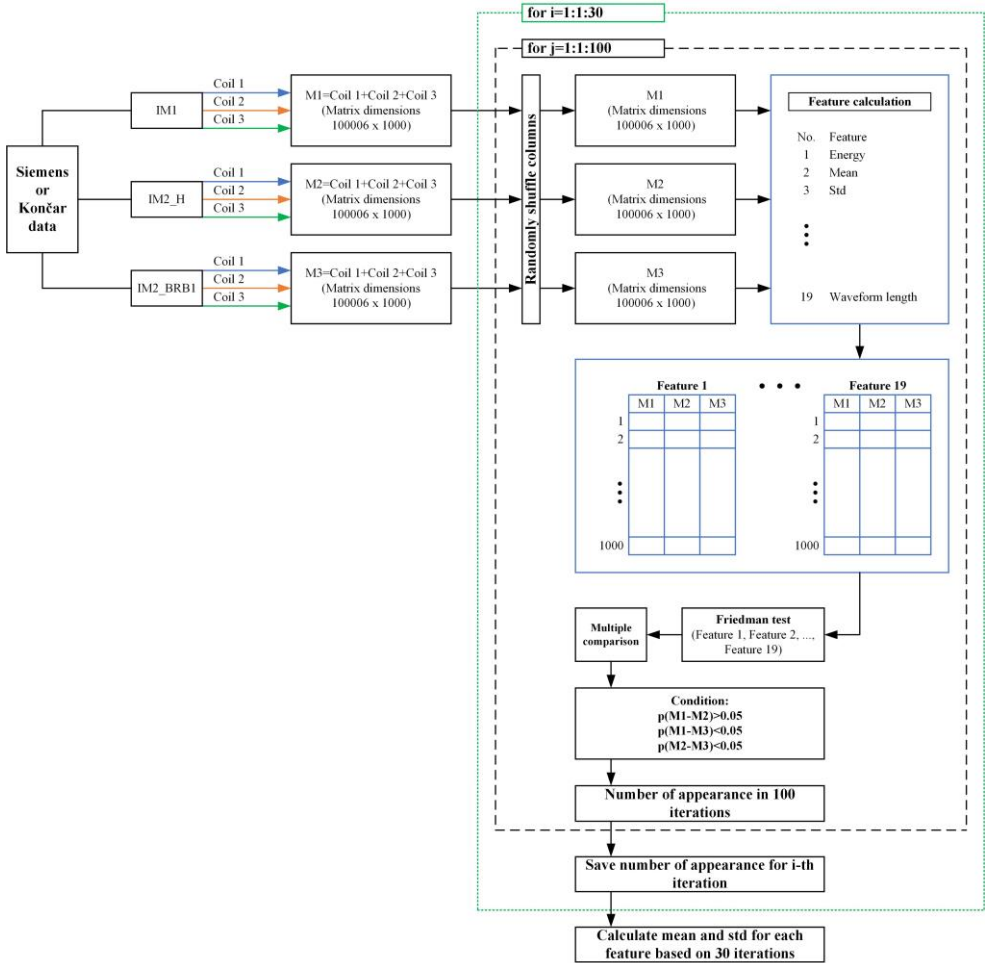 for i=1:1:30
for j=1:1:100
Siemens
or
Končar
data
IM1
Coil 1
Coil 2
Coil 3
M1=Coil 1+Coil 2+Coil 3
(Matrix dimensions
100006 x 1000)
IM2_H
Coil 1
Coil 2
Coil 3
M2=Coil 1+Coil 2+Coil 3
(Matrix dimensions
100006 x 1000)
IM2_BRB1
Coil 1
Coil 2
Coil 3
M3=Coil 1+Coil 2+Coil 3
(Matrix dimensions
100006 x 1000)
Randomly shuffle columns
M1
(Matrix dimensions
100006 x 1000)
M2
(Matrix dimensions
100006 x 1000)
M3
(Matrix dimensions
100006 x 1000)
Feature calculation
No. Feature
1 Energy
2 Mean
3 Std
19 Waveform length
Feature 1
M1 M2 M3
1
2
1000
Feature 19
M1 M2 M3
1
2
1000
Friedman test
(Feature 1, Feature 2, ...,
Feature 19)
Multiple
comparison
Condition:
p(M1-M2)>0.05
p(M1-M3)<0.05
p(M2-M3)<0.05
Number of appearance in 100
iterations
Save number of appearance for i-th
iteration
Calculate mean and std for each
feature based on 30 iterations